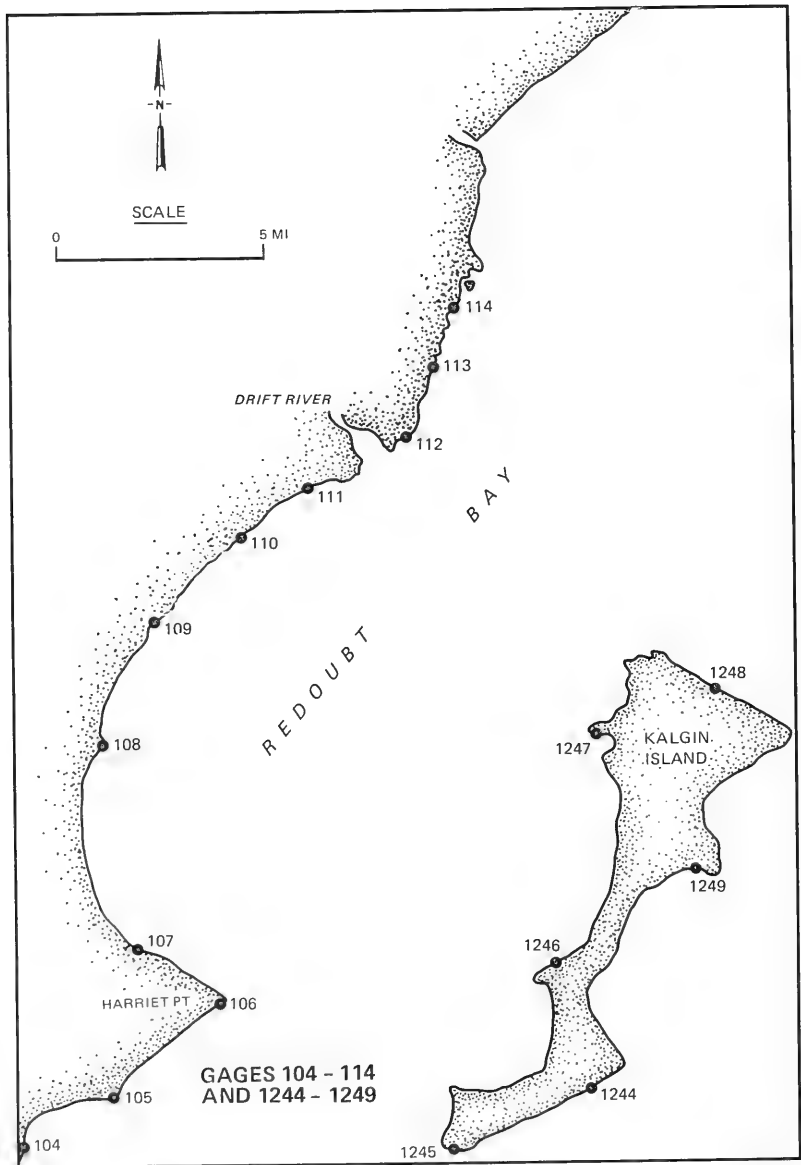 -N-
SCALE
0 5 MI
114
113
DRIFT RIVER
112
111
BAY
110
109
REDOUBT
1248
108
1247
KALGIN
ISLAND
1249
107
1246
HARRIET PT
106
GAGES 104 – 114
AND 1244 – 1249
105
1244
104
1245